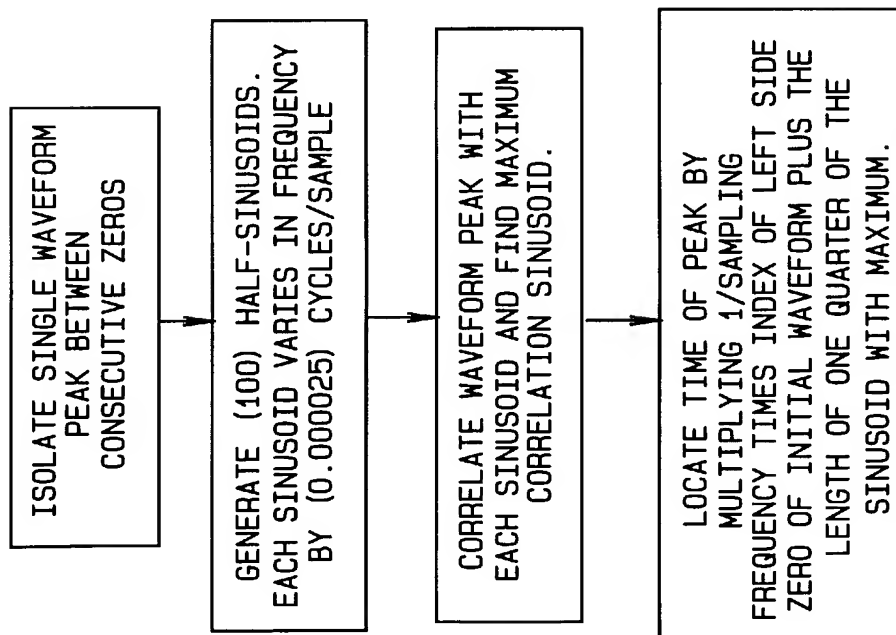 ISOLATE SINGLE WAVEFORM
PEAK BETWEEN
CONSECUTIVE ZEROS
GENERATE (100) HALF-SINUSOIDS.
EACH SINUSOID VARIES IN FREQUENCY
BY (0.000025) CYCLES/SAMPLE
CORRELATE WAVEFORM PEAK WITH
EACH SINUSOID AND FIND MAXIMUM
CORRELATION SINUSOID.
LOCATE TIME OF PEAK BY
MULTIPLYING 1/SAMPLING
FREQUENCY TIMES INDEX OF LEFT SIDE
ZERO OF INITIAL WAVEFORM PLUS THE
LENGTH OF ONE QUARTER OF THE
SINUSOID WITH MAXIMUM.